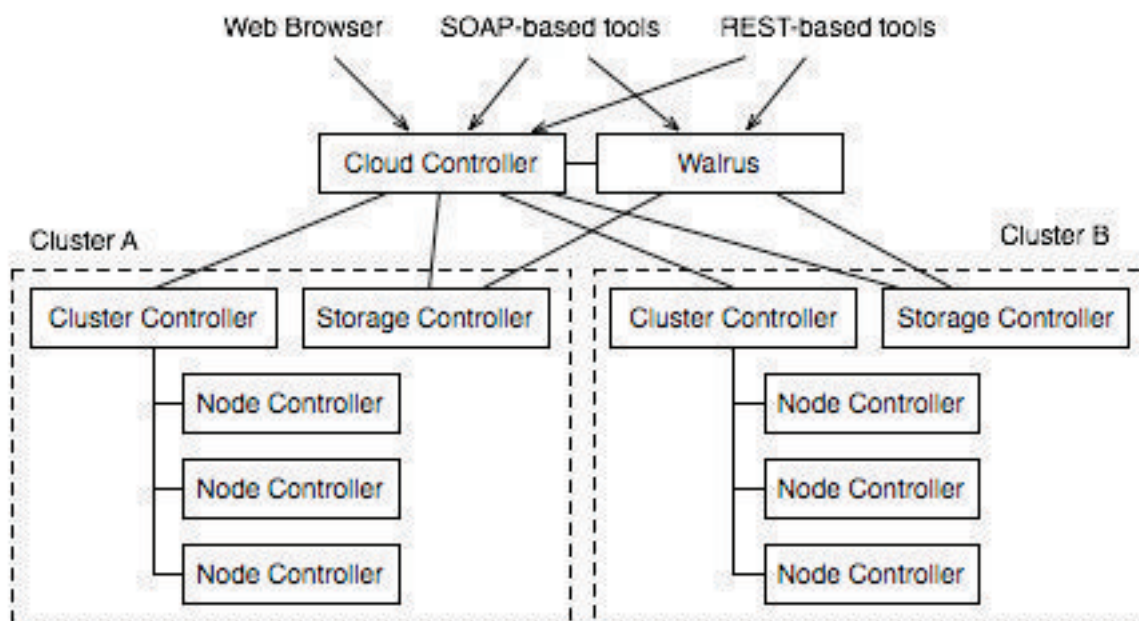 Web Browser SOAP-based tools REST-based tools
Cloud Controller Walrus
Cluster A Cluster B
Cluster Controller Storage Controller Cluster Controller Storage Controller
Node Controller Node Controller
Node Controller Node Controller
Node Controller Node Controller